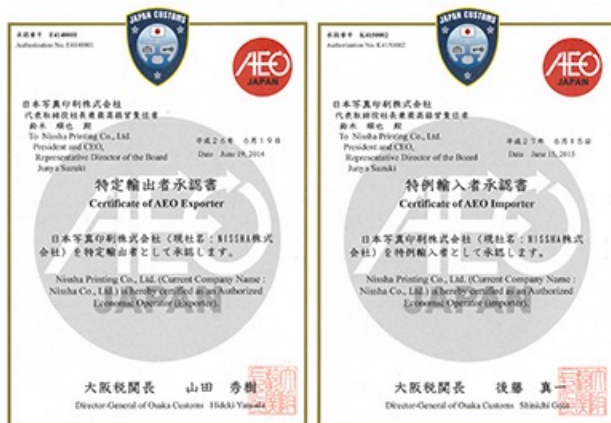 JAPAN CUSTOMS
承認番号 E4140001
Authorization No. E4140001
AEO
JAPAN
日本写真印刷株式会社
代表取締役社長兼最高経営責任者
鈴木 順也 殿
To Nissha Printing Co., Ltd.
President and CEO,
Representative Director of the Board
Junya Suzuki
平成26年 6月19日
Date June 19, 2014
特定輸出者承認書
Certificate of AEO Exporter
日本写真印刷株式会社(現社名:NISSHA株式
会社)を特定輸出者として承認します。
Nissha Printing Co., Ltd. (Current Company Name :
Nissha Co., Ltd.) is hereby certified as an Authorized
Economic Operator (Exporter).
AEO
JAPAN
大阪税関長 山田 秀樹
Director-General of Osaka Customs Hideki Yamada
JAPAN CUSTOMS
承認番号 K4150002
Authorization No. K4150002
AEO
JAPAN
日本写真印刷株式会社
代表取締役社長兼最高経営責任者
鈴木 順也 殿
To Nissha Printing Co., Ltd.
President and CEO,
Representative Director of the Board
Junya Suzuki
平成27年 6月15日
Date June 15, 2015
特例輸入者承認書
Certificate of AEO Importer
日本写真印刷株式会社(現社名:NISSHA株式
会社)を特例輸入者として承認します。
Nissha Printing Co., Ltd. (Current Company Name :
Nissha Co., Ltd.) is hereby certified as an Authorized
Economic Operator (Importer).
AEO
JAPAN
大阪税関長 後藤 真一
Director-General of Osaka Customs Shinichi Goto